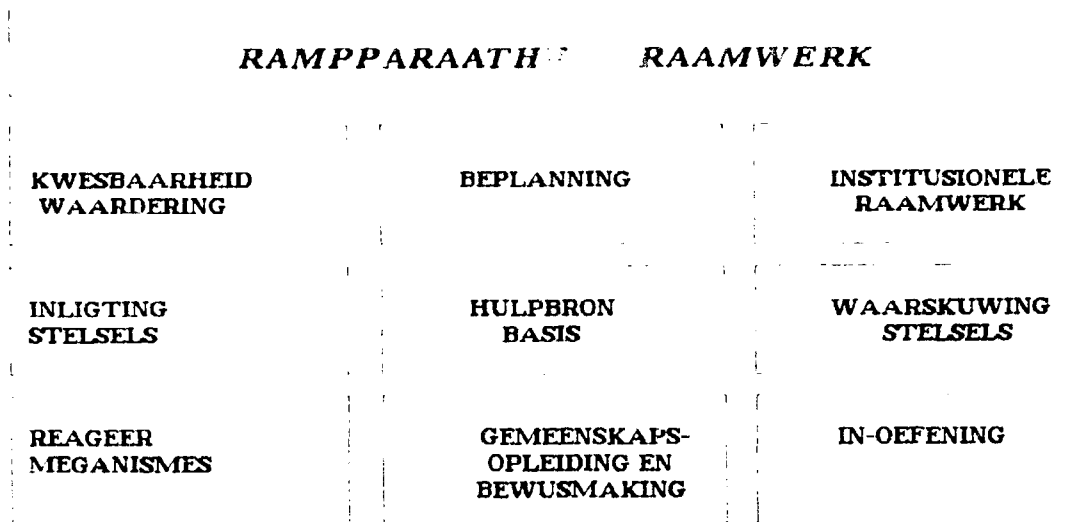 RAAMWERK
KWESBAARHEID
WAARDERING
BEPLANNING
INSTITUSIONELE
RAAMWERK
INLIGTING
STELSELS
HULPBRON
BASIS
WAARSKUWING
STELSELS
REAGEER
MEGANISMES
GEMEENSKAPS-
OPLEIDING EN
BEWUSMAKING
IN-OEFENING